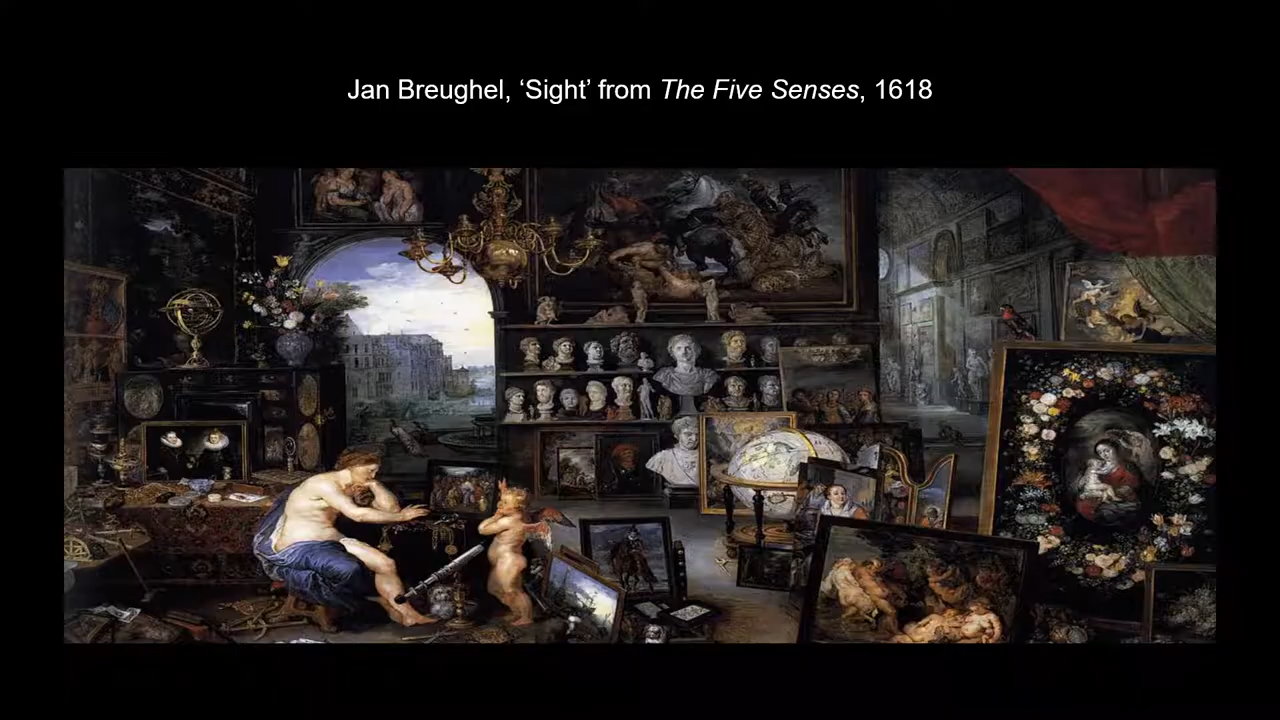 Jan Breughel, ‘Sight’ from The Five Senses, 1618